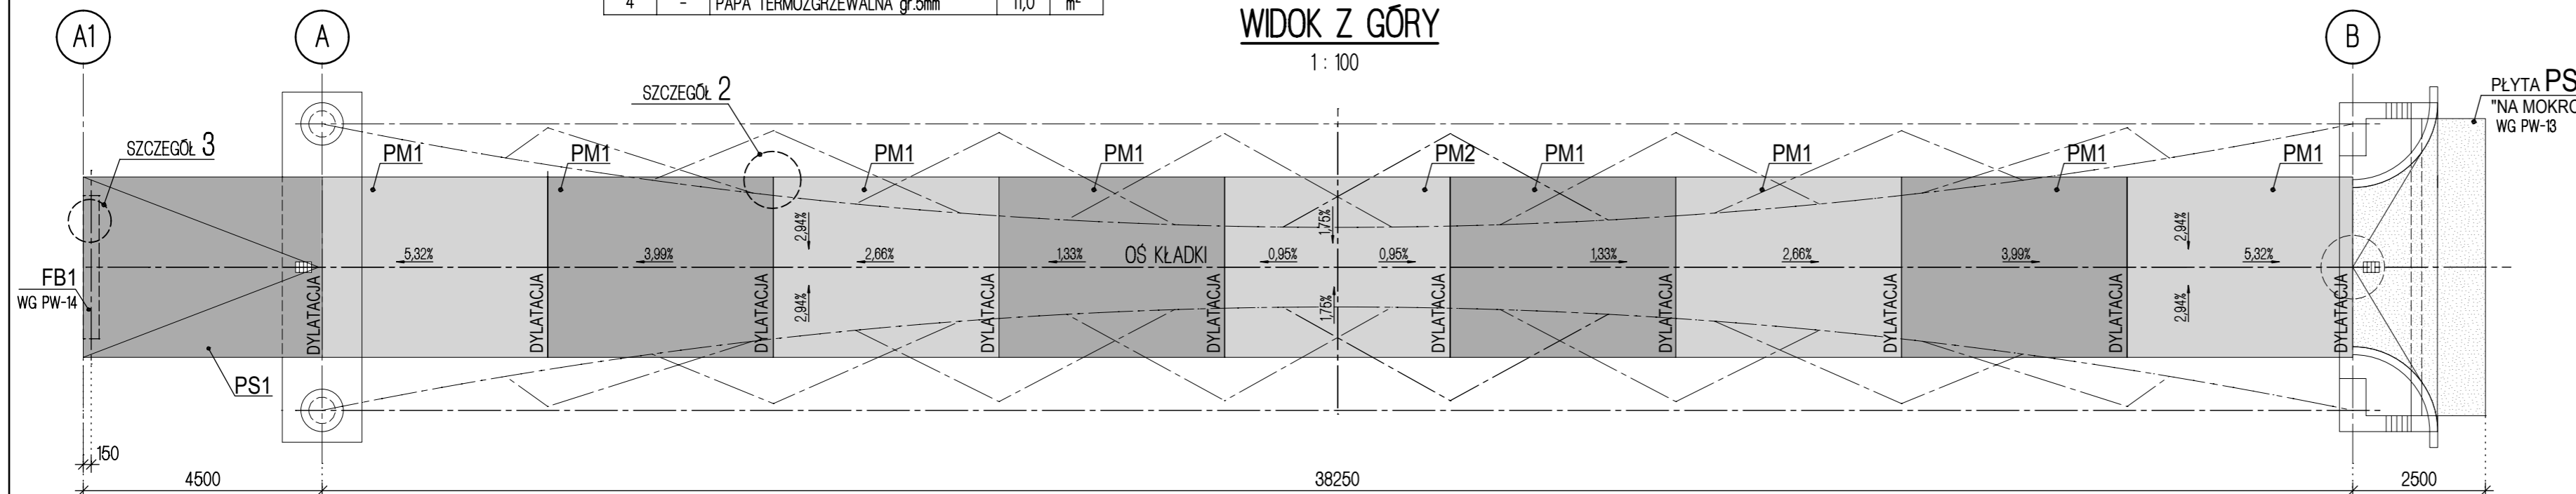 4 - PAPA TERMOZGRZEWALNA gr.5mm 11,0 m²
WIDOK Z GÓRY
1 : 100
A1
A
B
SZCZEGÓŁ 2
SZCZEGÓŁ 3
PŁYTA PS
"NA MOKRO
WG PW-13
PM1 PM1 PM1 PM1 PM2 PM1 PM1 PM1 PM1
2,94% 1,75% 2,94%
5,32% 3,99% 2,66% 1,33% OŚ KŁADKI 0,95% 0,95% 1,33% 2,66% 3,99% 5,32%
2,94% 1,75% 2,94%
FB1
WG PW-14
DYLATACJA DYLATACJA DYLATACJA DYLATACJA DYLATACJA DYLATACJA DYLATACJA DYLATACJA DYLATACJA DYLATACJA
PS1
150
4500 38250 2500